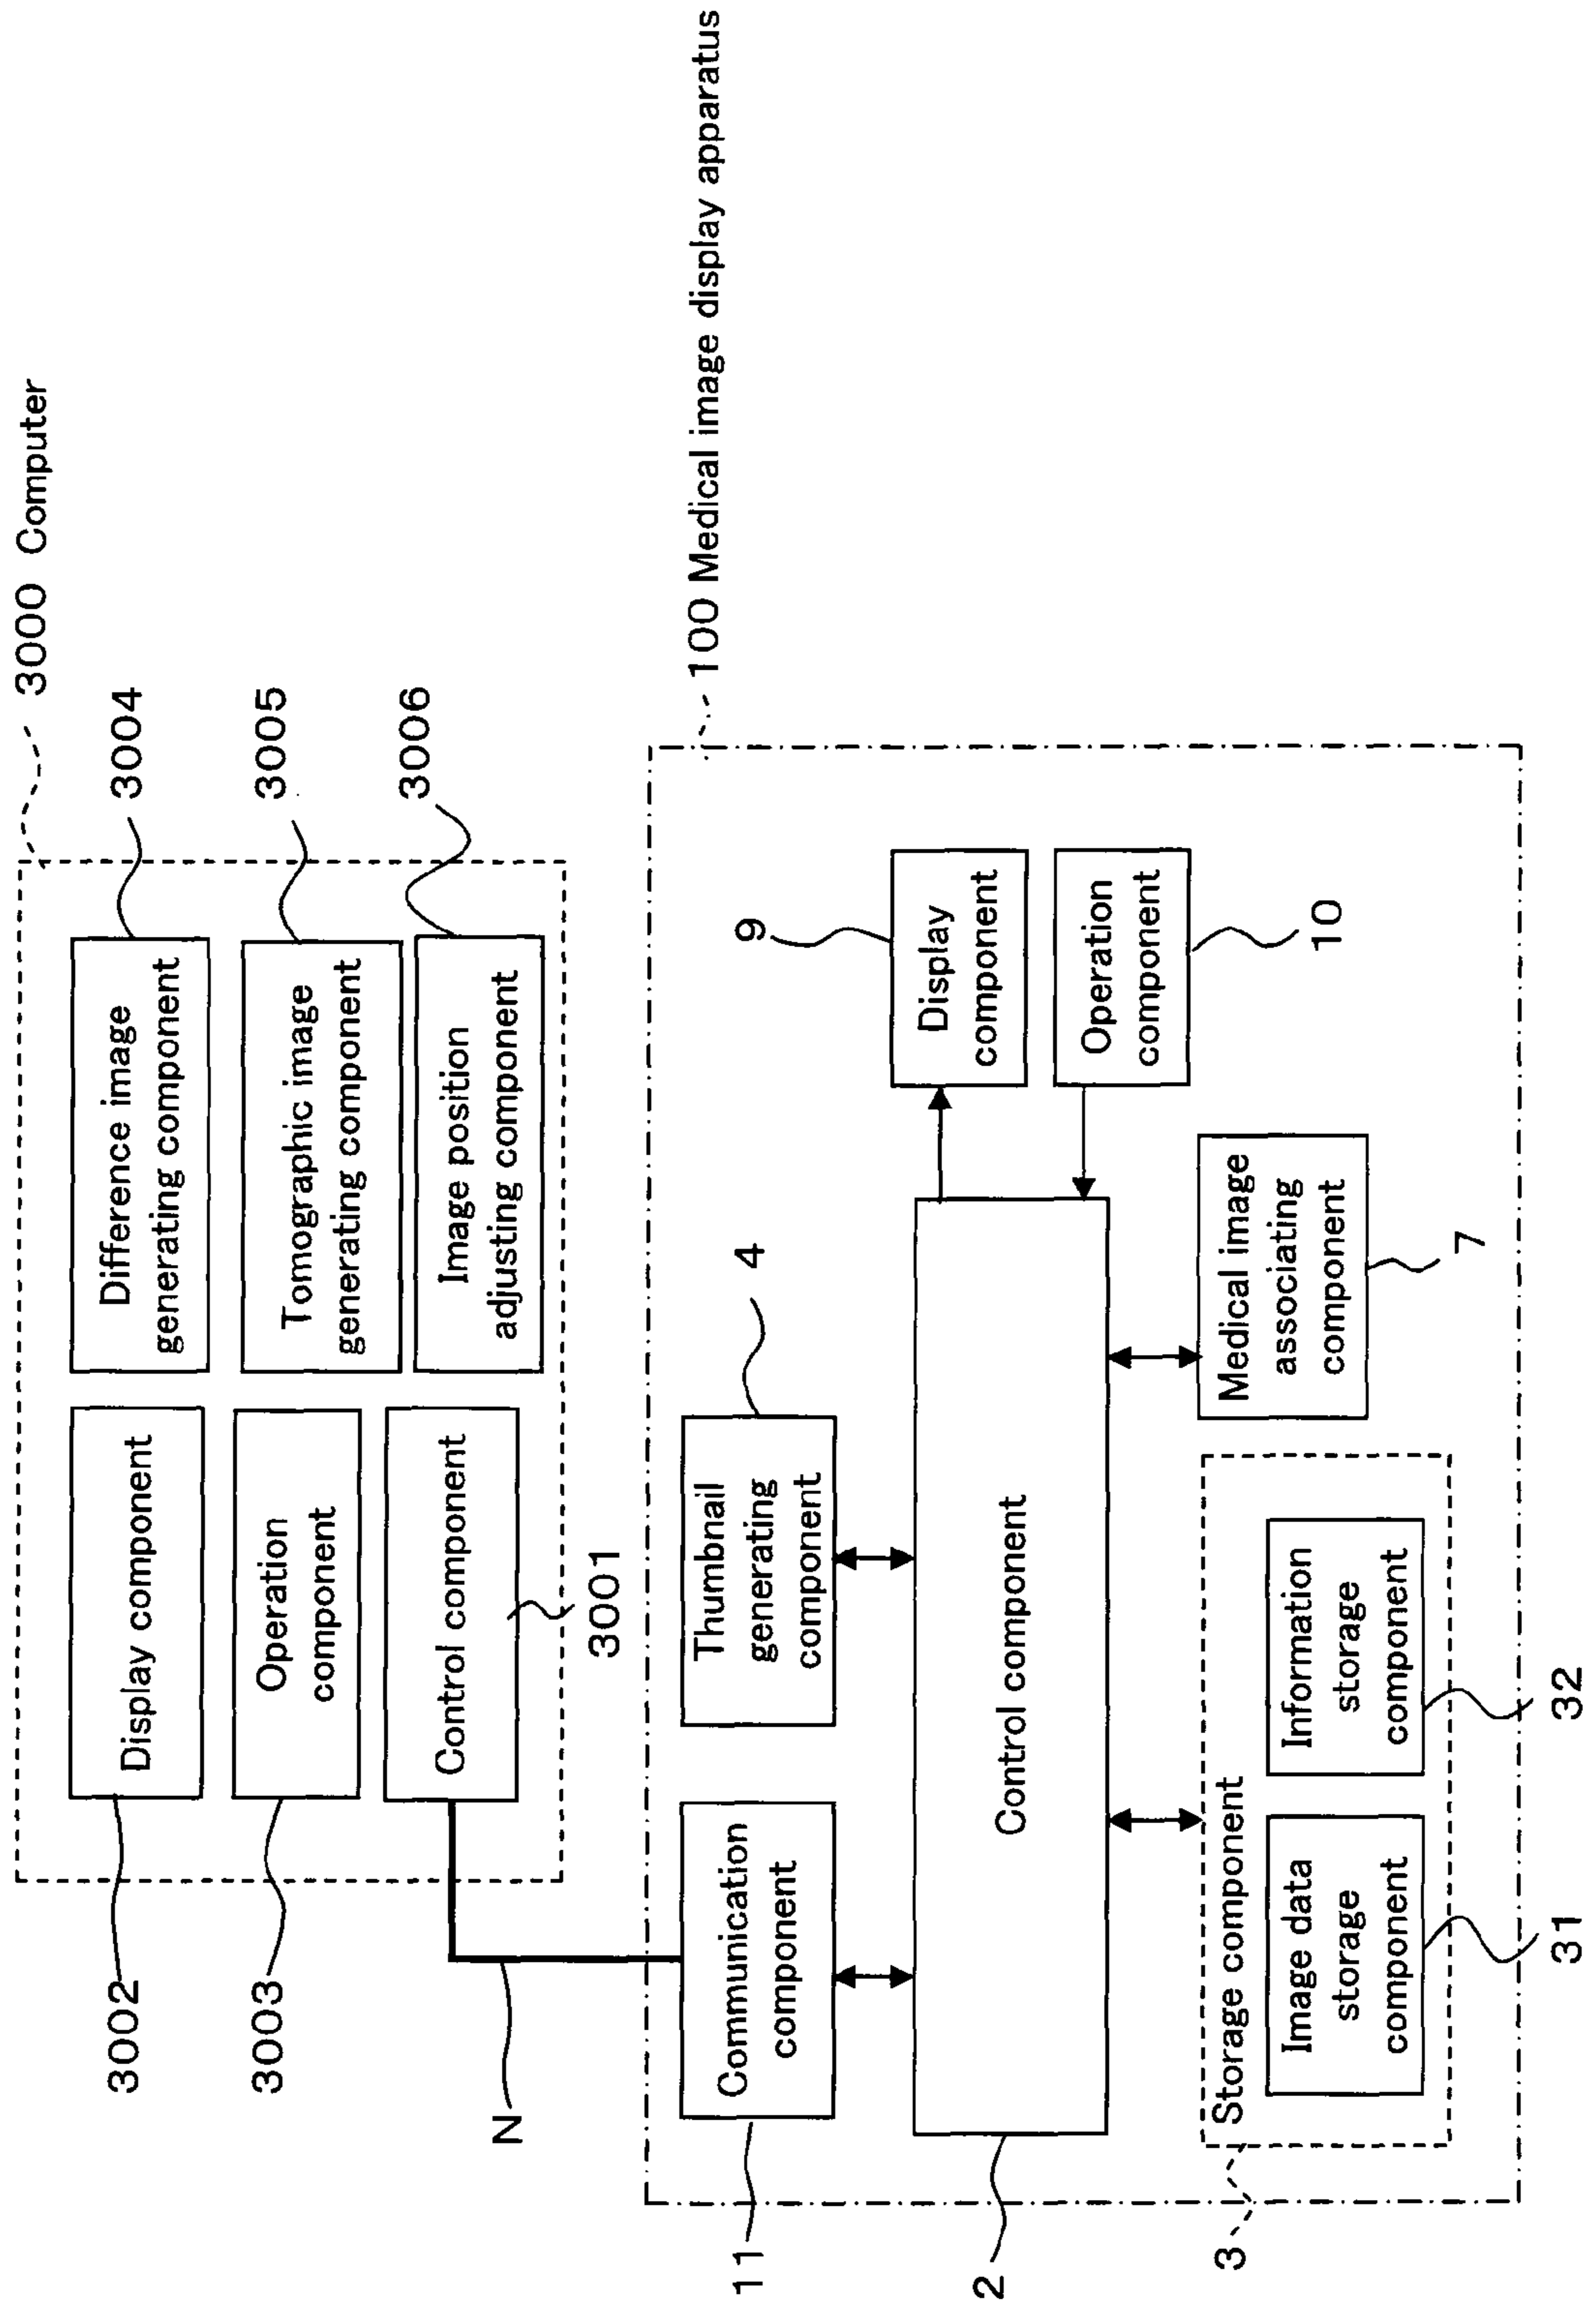 3000 Computer
3002
Display component
Difference image
generating component
3004
3003
Operation
component
Tomographic image
generating component
3005
Control component
3001
Image position
adjusting component
3006
N
100 Medical image display apparatus
11
Communication
component
Thumbnail
generating
component
4
9
Display
component
2
Control component
Operation
component
10
3
Storage component
Image data
storage
component
31
Information
storage
component
32
Medical image
associating
component
7